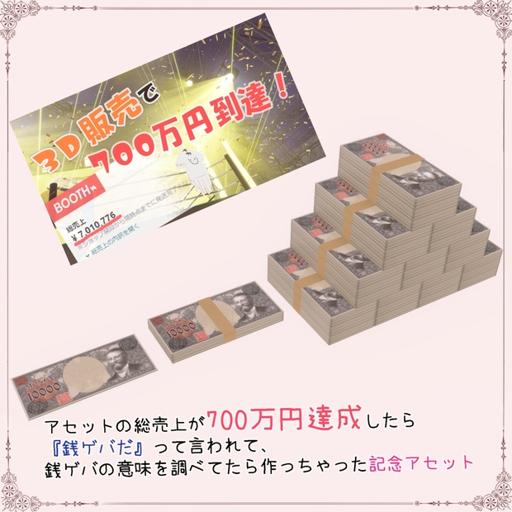 3D販売で
700万円到達！
BOOTH
総売上
¥7,010,776
10000
10000
アセットの総売上が700万円達成したら
『銭ゲバだ』って言われて、
銭ゲバの意味を調べてたら作っちゃった記念アセット